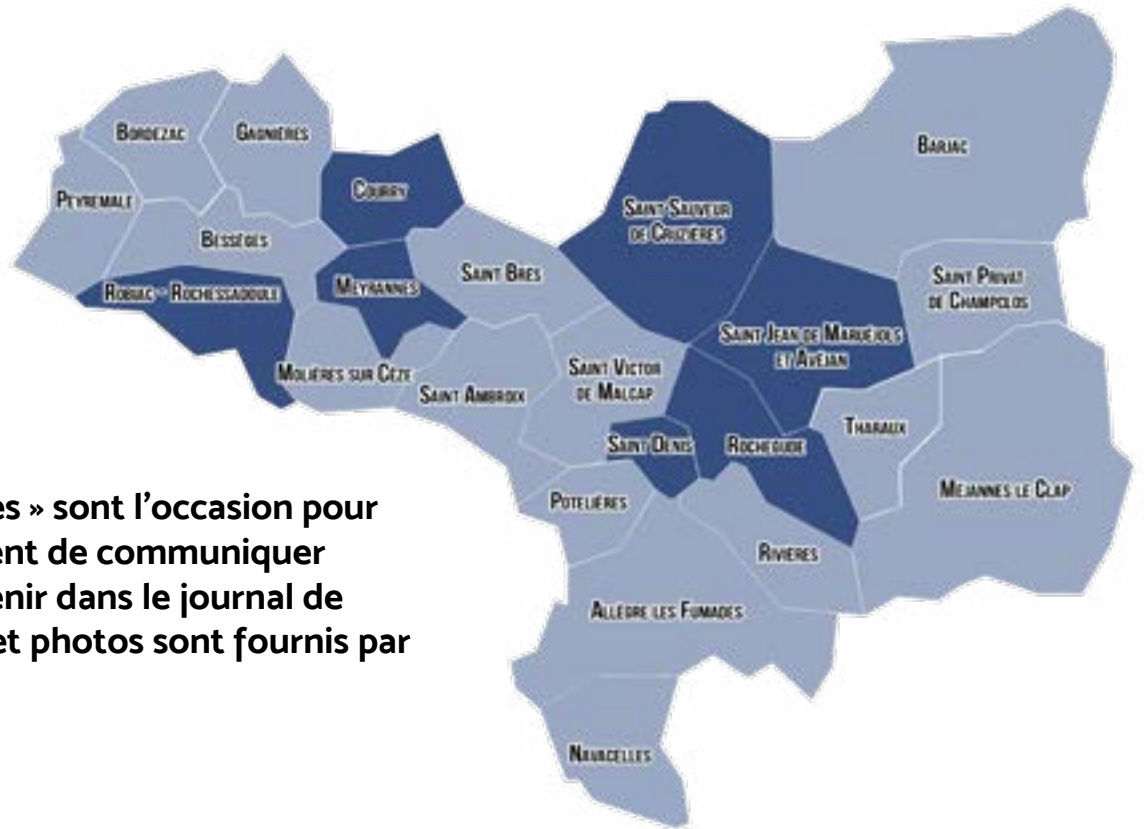 BORDEZAC
GAGNIÈRES
BARJAC
COURRY
PEYREMALE
SAINT SAUVEUR
DE CRUZIÈRES
BESSÈGES
SAINT BRES
SAINT PRIVAT
DE CHAMPCLOS
ROBIAC - ROCHESSADOULE
MEYRANNES
SAINT JEAN DE MARUÉJOLS
ET AVÉJAN
MOLIÈRES SUR CÈZE
SAINT VICTOR
DE MALCAP
SAINT AMBROIX
THARAUX
SAINT DENIS
ROCHEGUDE
MEJANNES LE CLAP
POTELIÈRES
RIVIÈRES
ALLÈGRE LES FUMADES
NAVACELLES
es » sont l’occasion pour
ent de communiquer
enir dans le journal de
et photos sont fournis par